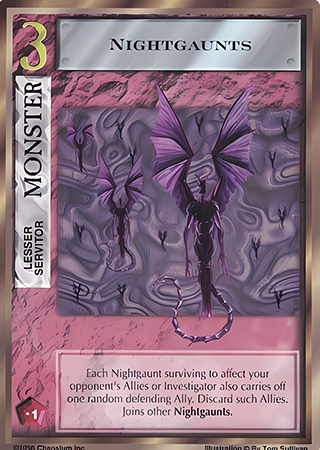 3
NIGHTGAUNTS
MONSTER
LESSER
SERVITOR
Each Nightgaunt surviving to affect your
opponent's Allies or Investigator also carries off
one random defending Ally. Discard such Allies.
Joins other Nightgaunts.
-1/
©1996 Chaosium Inc.
Illustration © By Tom Sullivan